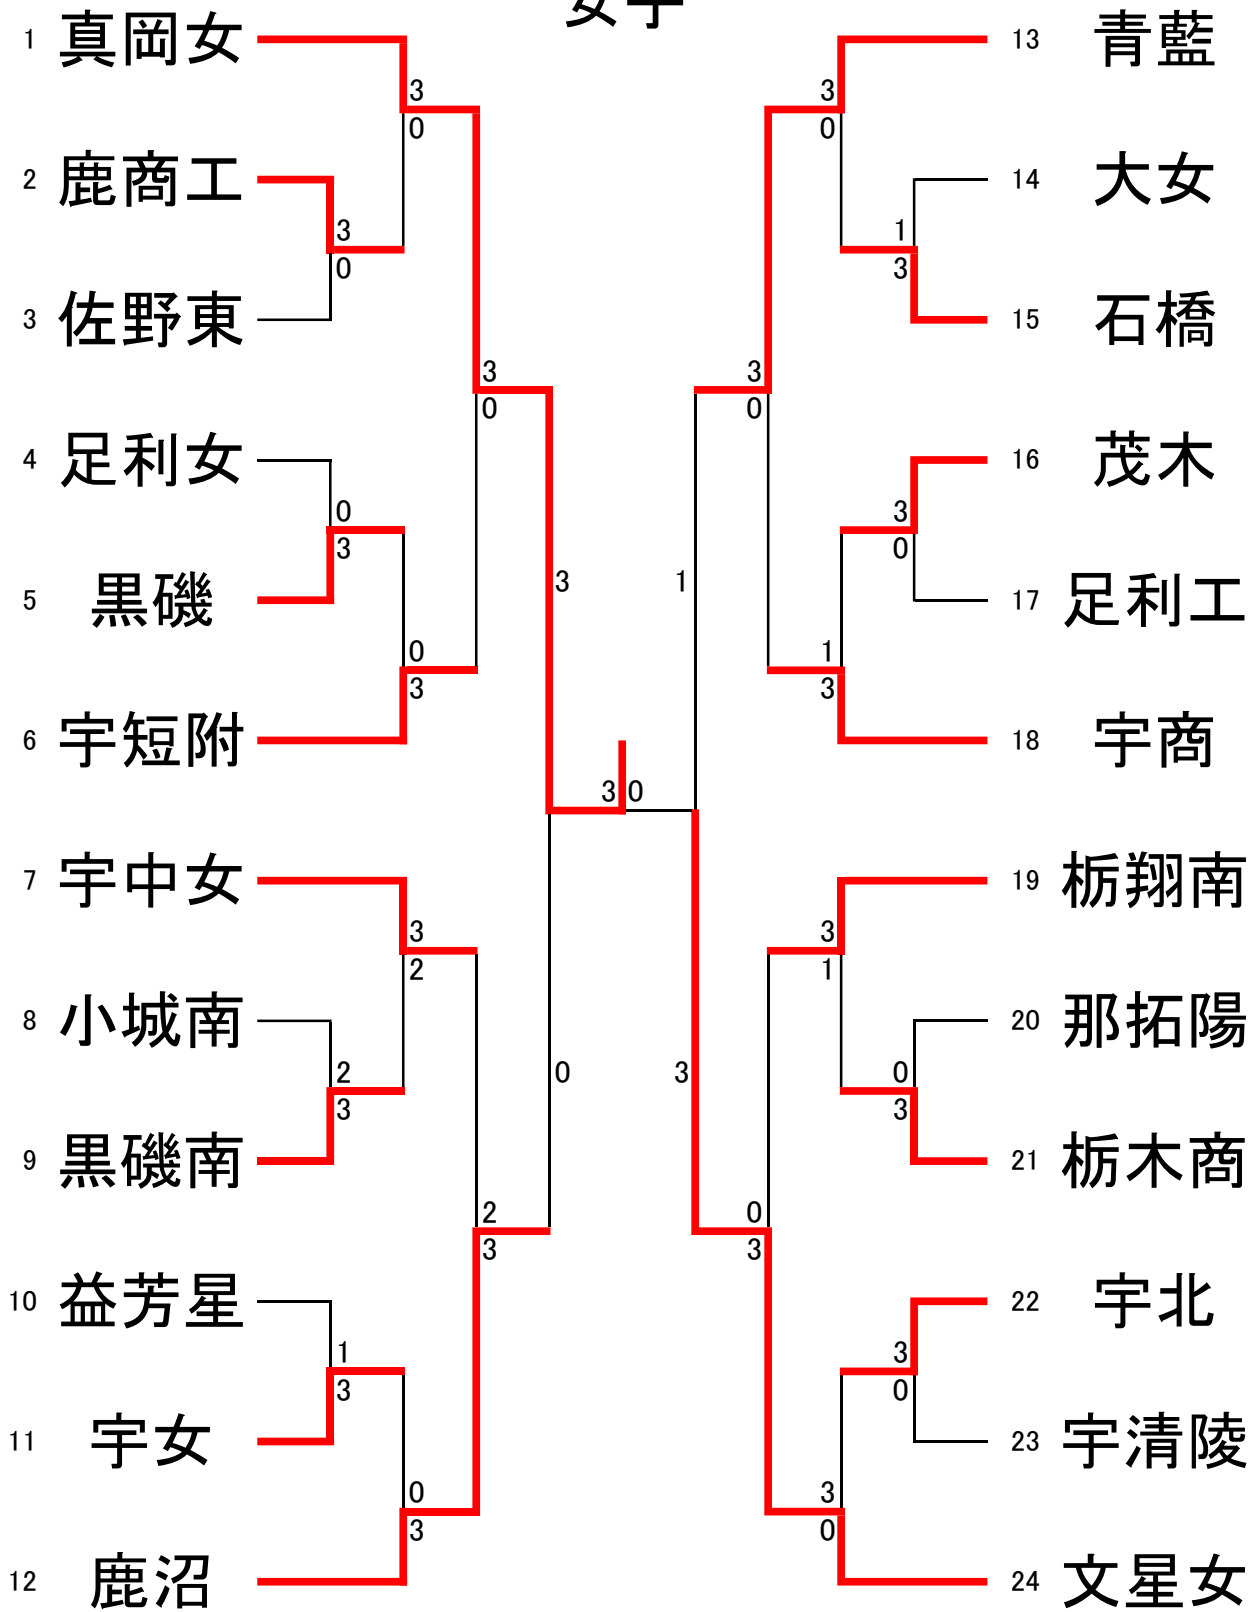 女子
1 真岡女
13 青藍
3
3
0
0
2 鹿商工
14 大女
3
1
0
3
3 佐野東
15 石橋
3
3
0
0
4 足利女
16 茂木
0
3
3
0
5 黒磯
3
1
17 足利工
0
1
3
3
6 宇短附
18 宇商
3 0
7 宇中女
19 栃翔南
3
3
2
1
8 小城南
20 那拓陽
2
0
3
0
3
3
9 黒磯南
21 栃木商
2
0
3
3
10 益芳星
22 宇北
1
3
3
0
11 宇女
23 宇清陵
0
3
3
0
12 鹿沼
24 文星女